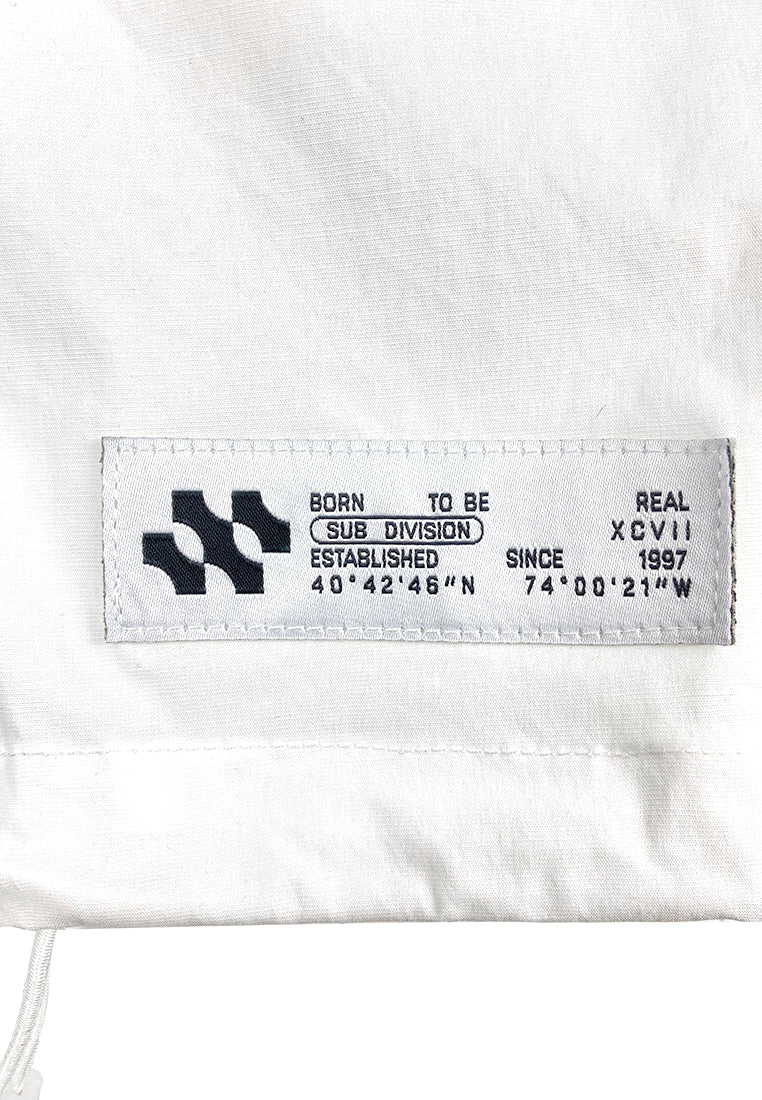 BORN TO BE REAL
SUB DIVISION XCVII
ESTABLISHED SINCE 1997
40°42'46"N 74°00'21"W